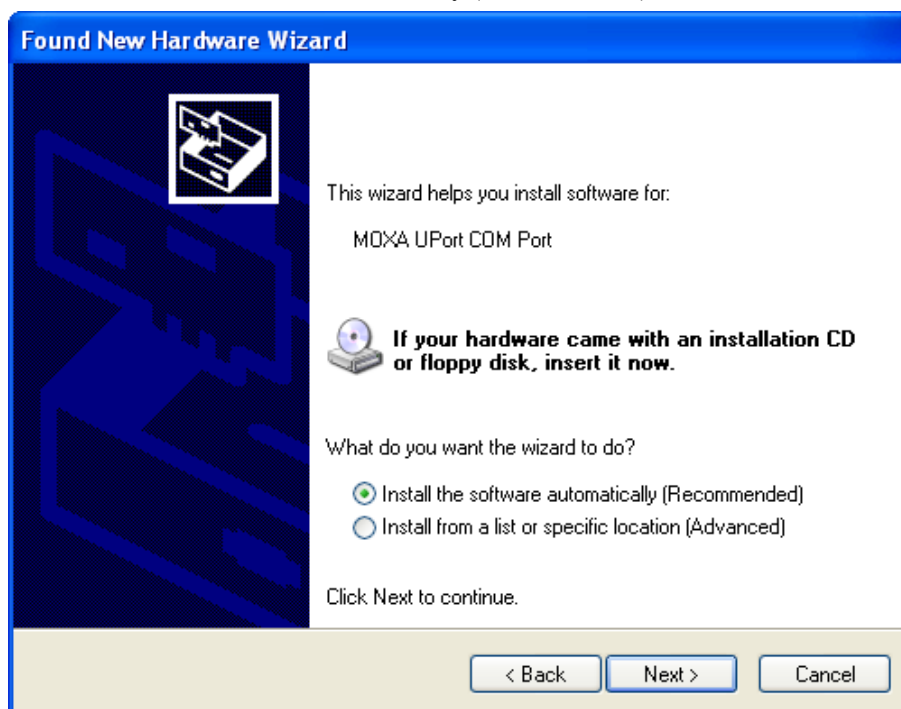 Found New Hardware Wizard
This wizard helps you install software for:
MOXA UPort COM Port
If your hardware came with an installation CD
or floppy disk, insert it now.
What do you want the wizard to do?
Install the software automatically (Recommended)
Install from a list or specific location (Advanced)
Click Next to continue.
< Back
Next >
Cancel